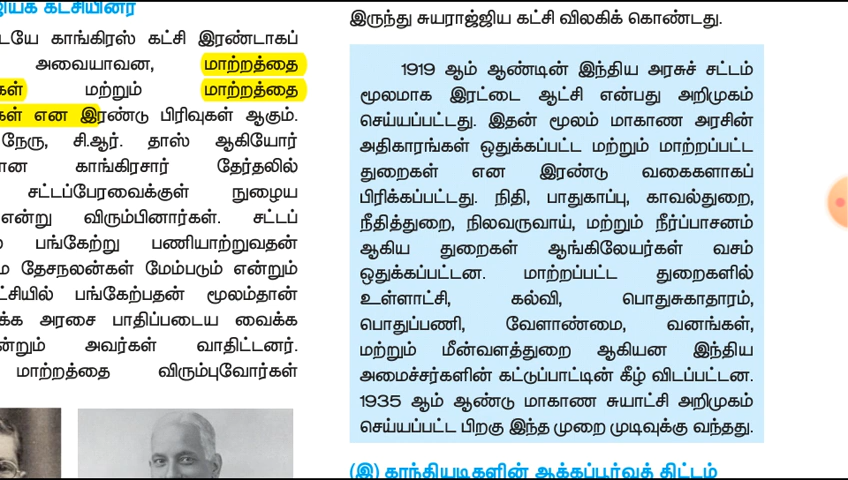 டயே காங்கிரஸ் கட்சி இரண்டாகப்
அவையாவன, மாற்றத்தை
கள் மற்றும் மாற்றத்தை
கள் என இரண்டு பிரிவுகள் ஆகும்.
நேரு, சி.ஆர். தாஸ் ஆகியோர்
ான காங்கிரசார் தேர்தலில்
சட்டப்பேரவைக்குள் நுழைய
என்று விரும்பினார்கள். சட்டப்
பங்கேற்று பணியாற்றுவதன்
தேசநலன்கள் மேம்படும் என்றும்
ட்சியில் பங்கேற்பதன் மூலம்தான்
க்க அரசை பாதிப்படைய வைக்க
ன்றும் அவர்கள் வாதிட்டனர்.
மாற்றத்தை விரும்புவோர்கள்
இருந்து சுயராஜ்ஜிய கட்சி விலகிக் கொண்டது.
1919 ஆம் ஆண்டின் இந்திய அரசுச் சட்டம்
மூலமாக இரட்டை ஆட்சி என்பது அறிமுகம்
செய்யப்பட்டது. இதன் மூலம் மாகாண அரசின்
அதிகாரங்கள் ஒதுக்கப்பட்ட மற்றும் மாற்றப்பட்ட
துறைகள் என இரண்டு வகைகளாகப்
பிரிக்கப்பட்டது. நிதி, பாதுகாப்பு, காவல்துறை,
நீதித்துறை, நிலவருவாய், மற்றும் நீர்ப்பாசனம்
ஆகிய துறைகள் ஆங்கிலேயர்கள் வசம்
ஒதுக்கப்பட்டன. மாற்றப்பட்ட துறைகளில்
உள்ளாட்சி, கல்வி, பொதுசுகாதாரம்,
பொதுப்பணி, வேளாண்மை, வனங்கள்,
மற்றும் மீன்வளத்துறை ஆகியன இந்திய
அமைச்சர்களின் கட்டுப்பாட்டின் கீழ் விடப்பட்டன.
1935 ஆம் ஆண்டு மாகாண சுயாட்சி அறிமுகம்
செய்யப்பட்ட பிறகு இந்த முறை முடிவுக்கு வந்தது.
(இ) காந்தியடிகளின் ஆக்கப்பூர்வத் திட்டம்